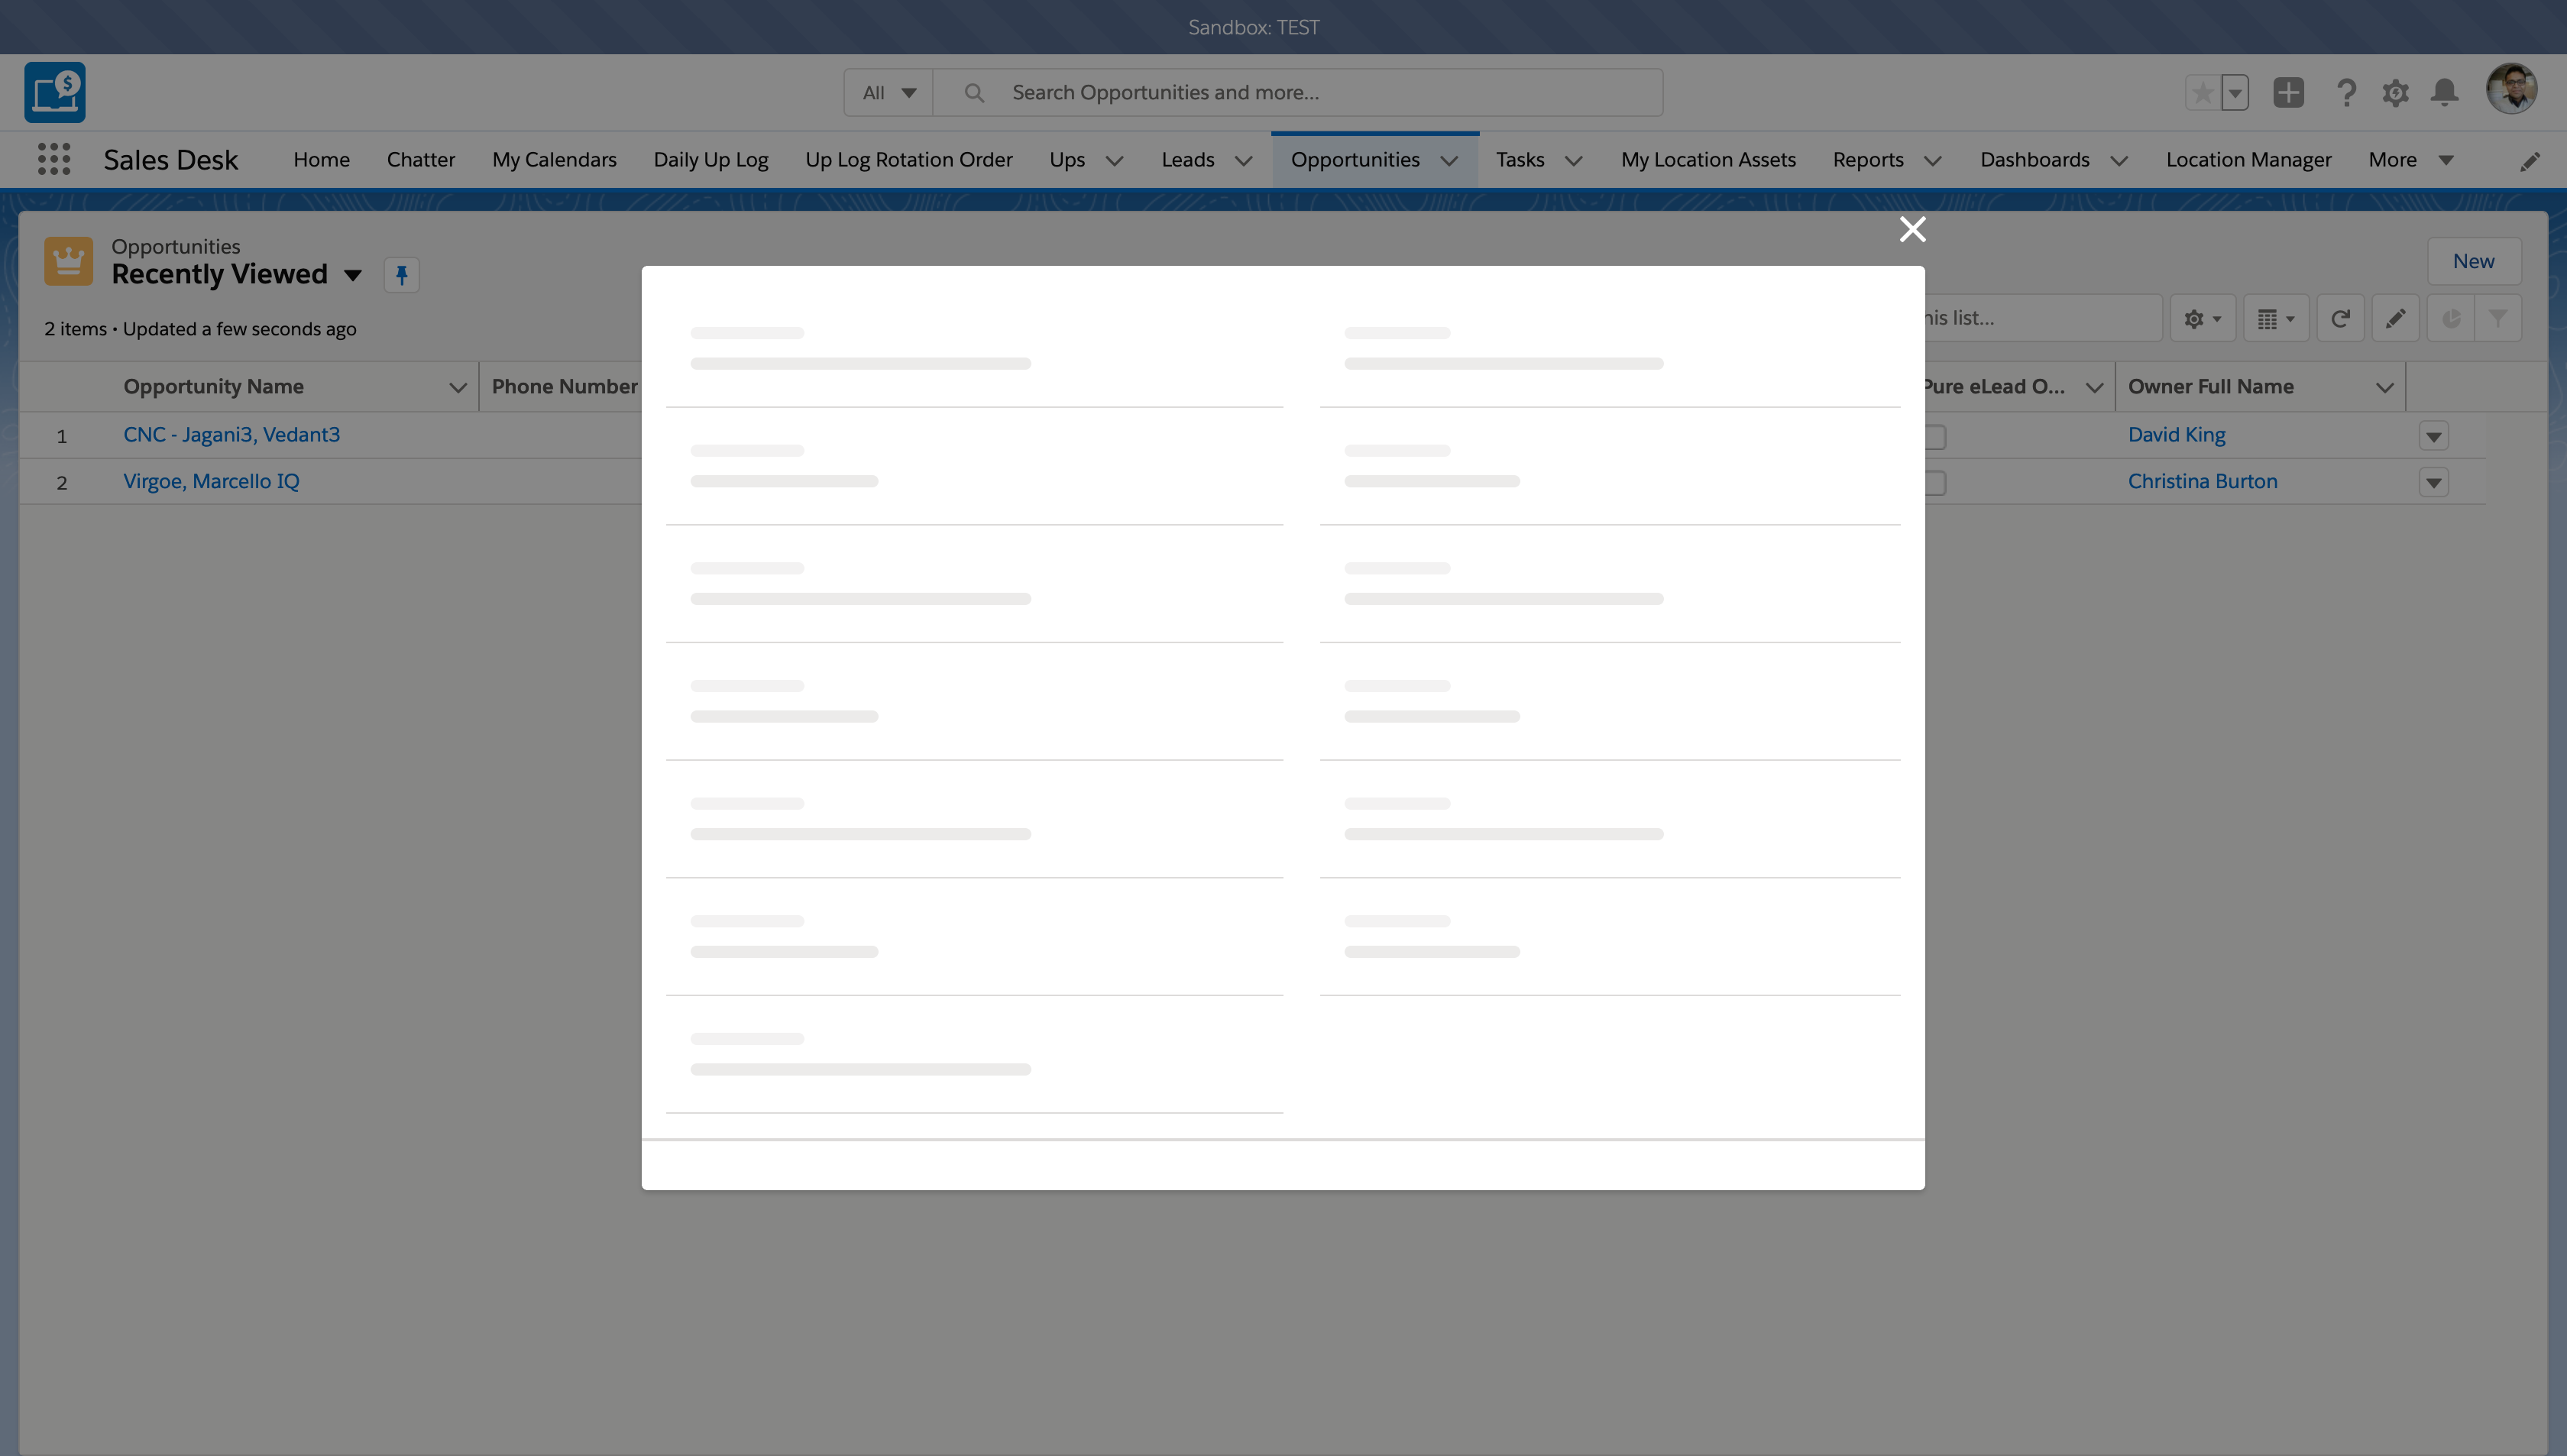 Sandbox: TEST
All
Search Opportunities and more...
Sales Desk
Home
Chatter
My Calendars
Daily Up Log
Up Log Rotation Order
Ups
Leads
Opportunities
Tasks
My Location Assets
Reports
Dashboards
Location Manager
More
Opportunities
Recently Viewed
New
2 items • Updated a few seconds ago
list...
Opportunity Name
Phone Number
Pure eLead O...
Owner Full Name
1
CNC - Jagani3, Vedant3
David King
2
Virgoe, Marcello IQ
Christina Burton